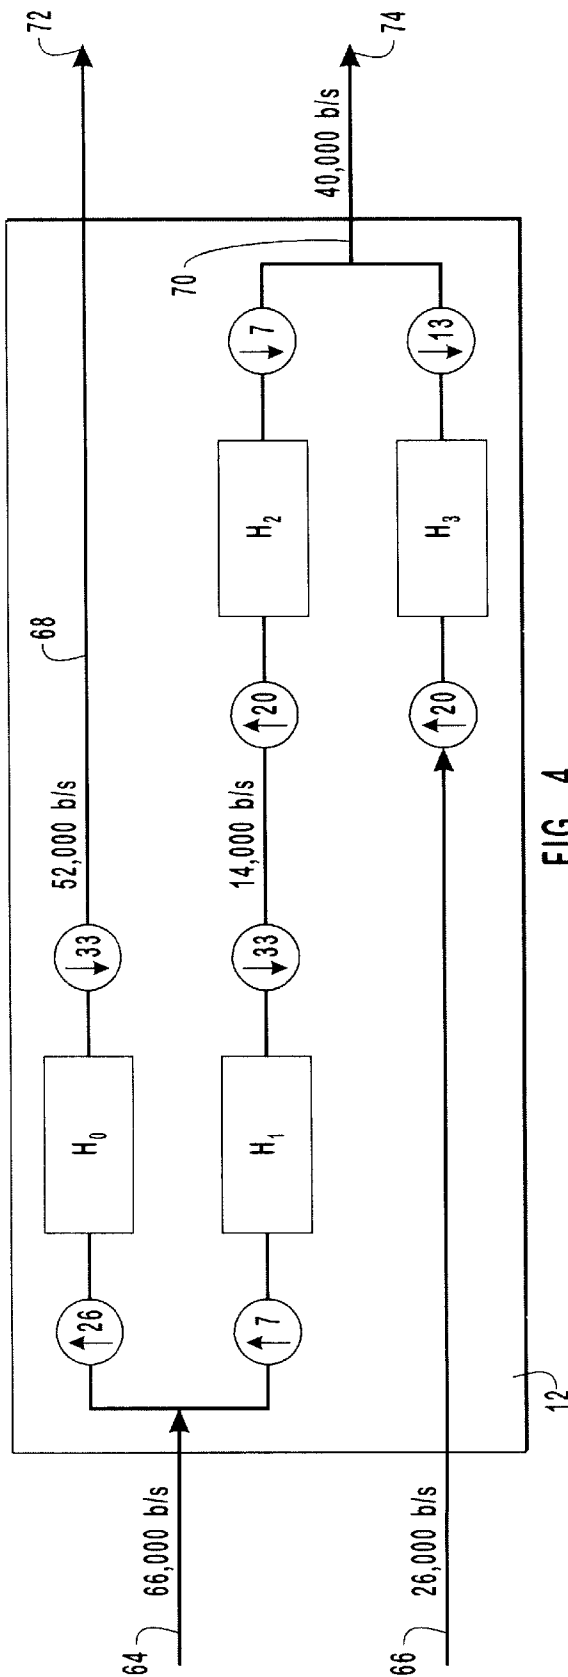 72
74
40,000 b/s
70
↓7
↓13
H2
H3
68
↑20
↑20
52,000 b/s
14,000 b/s
↓33
↓33
H0
H1
↑26
↑7
12
66,000 b/s
26,000 b/s
64
66
FIG. 4